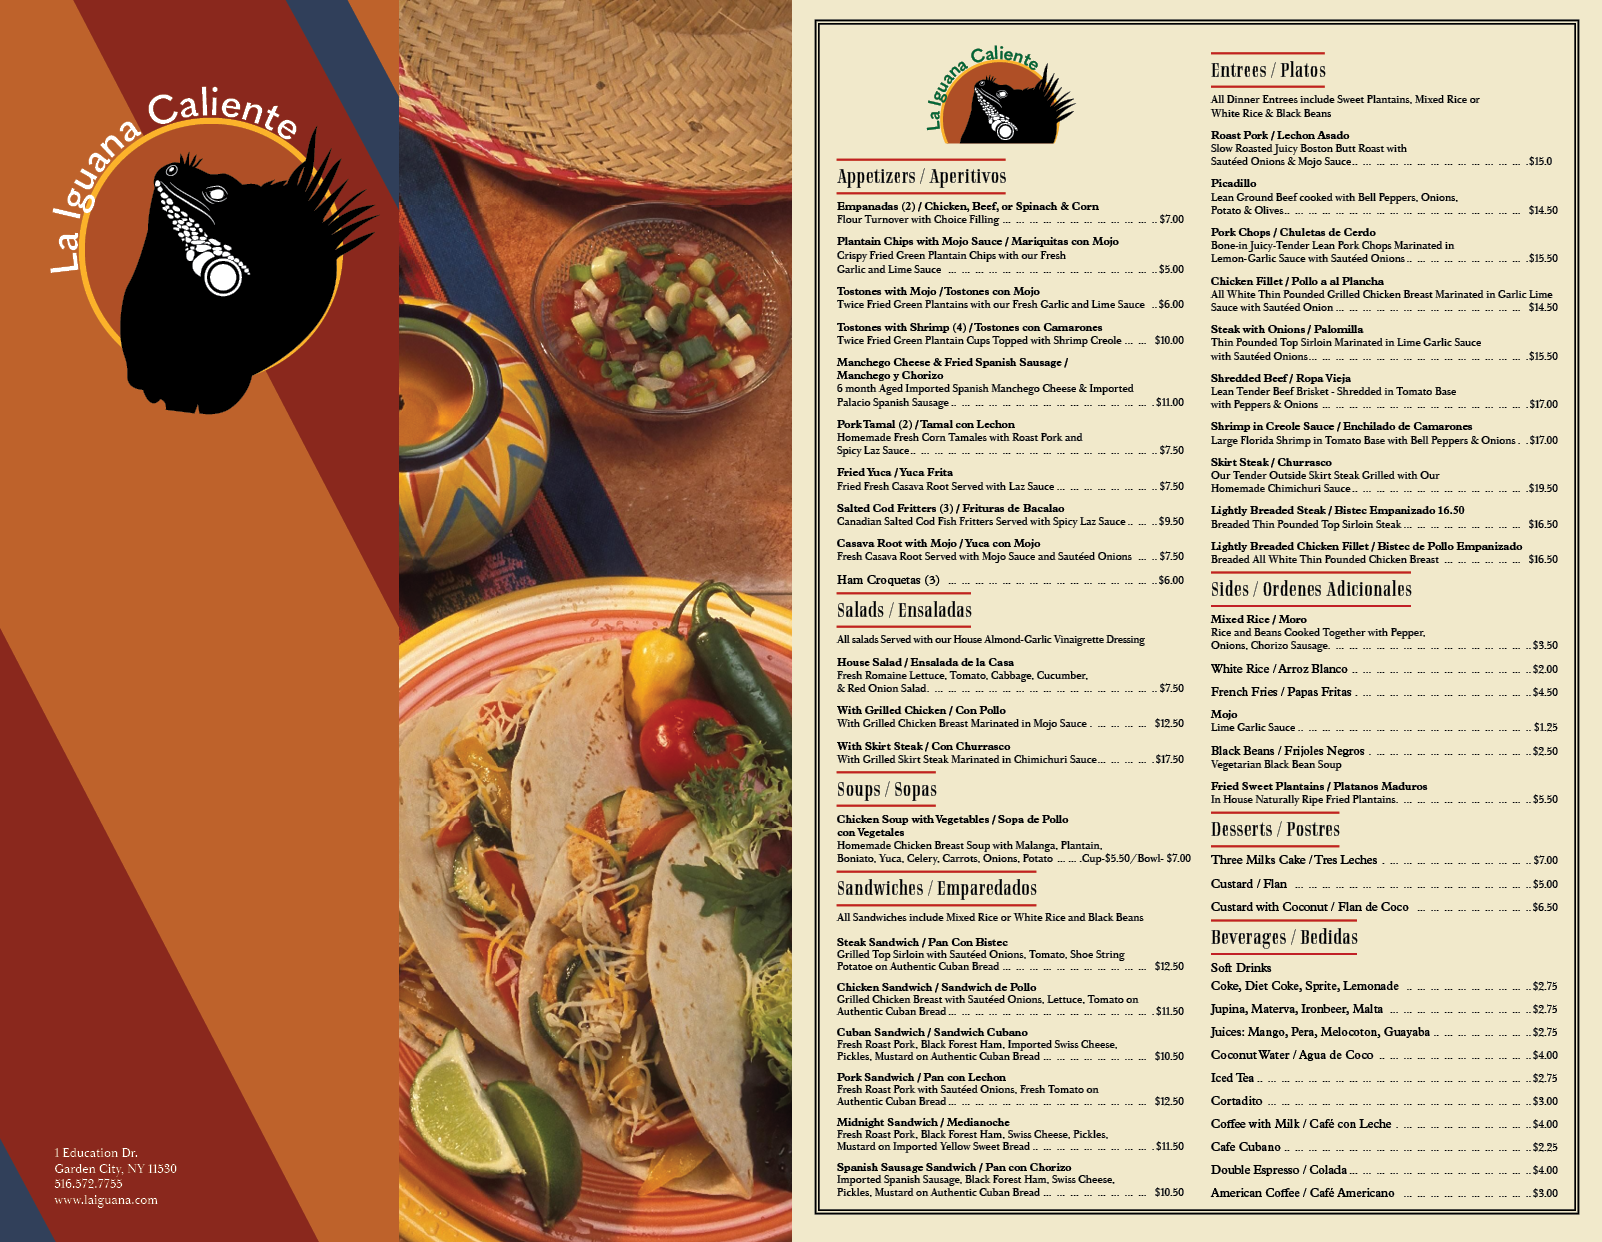 La Iguana Caliente
1 Education Dr.
Garden City, NY 11530
516.572.7755
www.laiguana.com
La Iguana Caliente
Appetizers / Aperitivos
Empanadas (2) / Chicken, Beef, or Spinach & Corn
Flour Turnover with Choice Filling ... ... ... ... ... ... ... ... ... ... ... .. $7.00
Plantain Chips with Mojo Sauce / Mariquitas con Mojo
Crispy Fried Green Plantain Chips with our Fresh
Garlic and Lime Sauce ... ... ... ... ... ... ... ... ... ... ... ... ... ... ... .. $5.00
Tostones with Mojo / Tostones con Mojo
Twice Fried Green Plantains with our Fresh Garlic and Lime Sauce .. $6.00
Tostones with Shrimp (4) / Tostones con Camarones
Twice Fried Green Plantain Cups Topped with Shrimp Creole ... ... $10.00
Manchego Cheese & Fried Spanish Sausage /
Manchego y Chorizo
6 month Aged Imported Spanish Manchego Cheese & Imported
Palacio Spanish Sausage .. ... ... ... ... ... ... ... ... ... ... ... ... ... ... . $11.00
Pork Tamal (2) / Tamal con Lechon
Homemade Fresh Corn Tamales with Roast Pork and
Spicy Laz Sauce .. ... ... ... ... ... ... ... ... ... ... ... ... ... ... ... ... ... .. $7.50
Fried Yuca / Yuca Frita
Fried Fresh Casava Root Served with Laz Sauce ... ... ... ... ... ... ... .. $7.50
Salted Cod Fritters (3) / Frituras de Bacalao
Canadian Salted Cod Fish Fritters Served with Spicy Laz Sauce .. ... .. $9.50
Casava Root with Mojo / Yuca con Mojo
Fresh Casava Root Served with Mojo Sauce and Sautéed Onions ... .. $7.50
Ham Croquetas (3) ... ... ... ... ... ... ... ... ... ... ... ... ... ... ... .. $6.00
Salads / Ensaladas
All salads Served with our House Almond-Garlic Vinaigrette Dressing
House Salad / Ensalada de la Casa
Fresh Romaine Lettuce, Tomato, Cabbage, Cucumber,
& Red Onion Salad. ... ... ... ... ... ... ... ... ... ... ... ... ... ... ... ... .. $7.50
With Grilled Chicken / Con Pollo
With Grilled Chicken Breast Marinated in Mojo Sauce . ... ... ... ... $12.50
With Skirt Steak / Con Churrasco
With Grilled Skirt Steak Marinated in Chimichuri Sauce ... ... ... ... . $17.50
Soups / Sopas
Chicken Soup with Vegetables / Sopa de Pollo
con Vegetales
Homemade Chicken Breast Soup with Malanga, Plantain,
Boniato, Yuca, Celery, Carrots, Onions, Potato ... ... .Cup-$5.50/Bowl- $7.00
Sandwiches / Emparedados
All Sandwiches include Mixed Rice or White Rice and Black Beans
Steak Sandwich / Pan Con Bistec
Grilled Top Sirloin with Sautéed Onions, Tomato, Shoe String
Potatoe on Authentic Cuban Bread ... ... ... ... ... ... ... ... ... ... ... $12.50
Chicken Sandwich / Sandwich de Pollo
Grilled Chicken Breast with Sautéed Onions, Lettuce, Tomato on
Authentic Cuban Bread ... ... ... ... ... ... ... ... ... ... ... ... ... ... ... . $11.50
Cuban Sandwich / Sandwich Cubano
Fresh Roast Pork, Black Forest Ham, Imported Swiss Cheese,
Pickles, Mustard on Authentic Cuban Bread ... ... ... ... ... ... ... ... $10.50
Pork Sandwich / Pan con Lechon
Fresh Roast Pork with Sautéed Onions, Fresh Tomato on
Authentic Cuban Bread ... ... ... ... ... ... ... ... ... ... ... ... ... ... ... $12.50
Midnight Sandwich / Medianoche
Fresh Roast Pork, Black Forest Ham, Swiss Cheese, Pickles,
Mustard on Imported Yellow Sweet Bread .. ... ... ... ... ... ... ... ... . $11.50
Spanish Sausage Sandwich / Pan con Chorizo
Imported Spanish Sausage, Black Forest Ham, Swiss Cheese,
Pickles, Mustard on Authentic Cuban Bread ... ... ... ... ... ... ... ... $10.50
Entrees / Platos
All Dinner Entrees include Sweet Plantains, Mixed Rice or
White Rice & Black Beans
Roast Pork / Lechon Asado
Slow Roasted Juicy Boston Butt Roast with
Sautéed Onions & Mojo Sauce .. ... ... ... ... ... ... ... ... ... ... ... ... . $15.0
Picadillo
Lean Ground Beef cooked with Bell Peppers, Onions,
Potato & Olives .. ... ... ... ... ... ... ... ... ... ... ... ... ... ... ... ... ... $14.50
Pork Chops / Chuletas de Cerdo
Bone-in Juicy-Tender Lean Pork Chops Marinated in
Lemon-Garlic Sauce with Sautéed Onions .. ... ... ... ... ... ... ... ... . $15.50
Chicken Fillet / Pollo a al Plancha
All White Thin Pounded Grilled Chicken Breast Marinated in Garlic Lime
Sauce with Sautéed Onion ... ... ... ... ... ... ... ... ... ... ... ... ... ... $14.50
Steak with Onions / Palomilla
Thin Pounded Top Sirloin Marinated in Lime Garlic Sauce
with Sautéed Onions ... ... ... ... ... ... ... ... ... ... ... ... ... ... ... ... . $15.50
Shredded Beef / Ropa Vieja
Lean Tender Beef Brisket - Shredded in Tomato Base
with Peppers & Onions ... ... ... ... ... ... ... ... ... ... ... ... ... ... ... . $17.00
Shrimp in Creole Sauce / Enchilado de Camarones
Large Florida Shrimp in Tomato Base with Bell Peppers & Onions . . $17.00
Skirt Steak / Churrasco
Our Tender Outside Skirt Steak Grilled with Our
Homemade Chimichuri Sauce .. ... ... ... ... ... ... ... ... ... ... ... ... . $19.50
Lightly Breaded Steak / Bistec Empanizado 16.50
Breaded Thin Pounded Top Sirloin Steak ... ... ... ... ... ... ... ... ... $16.50
Lightly Breaded Chicken Fillet / Bistec de Pollo Empanizado
Breaded All White Thin Pounded Chicken Breast ... ... ... ... ... ... $16.50
Sides / Ordenes Adicionales
Mixed Rice / Moro
Rice and Beans Cooked Together with Pepper,
Onions, Chorizo Sausage. ... ... ... ... ... ... ... ... ... ... ... ... ... ... .. $3.50
White Rice / Arroz Blanco .. ... ... ... ... ... ... ... ... ... ... ... ... .. $2.00
French Fries / Papas Fritas . ... ... ... ... ... ... ... ... ... ... ... ... .. $4.50
Mojo
Lime Garlic Sauce .. ... ... ... ... ... ... ... ... ... ... ... ... ... ... ... ... ... $1.25
Black Beans / Frijoles Negros . ... ... ... ... ... ... ... ... ... ... ... .. $2.50
Vegetarian Black Bean Soup
Fried Sweet Plantains / Platanos Maduros
In House Naturally Ripe Fried Plantains. ... ... ... ... ... ... ... ... ... .. $5.50
Desserts / Postres
Three Milks Cake / Tres Leches . ... ... ... ... ... ... ... ... ... ... .. $7.00
Custard / Flan ... ... ... ... ... ... ... ... ... ... ... ... ... ... ... ... ... .. $5.00
Custard with Coconut / Flan de Coco ... ... ... ... ... ... ... ... .. $6.50
Beverages / Bedidas
Soft Drinks
Coke, Diet Coke, Sprite, Lemonade .. ... ... ... ... ... ... ... ... .. $2.75
Jupina, Materva, Ironbeer, Malta ... ... ... ... ... ... ... ... ... ... .. $2.75
Juices: Mango, Pera, Melocoton, Guayaba .. ... ... ... ... ... ... .. $2.75
Coconut Water / Agua de Coco .. ... ... ... ... ... ... ... ... ... ... .. $4.00
Iced Tea .. ... ... ... ... ... ... ... ... ... ... ... ... ... ... ... ... ... ... ... .. $2.75
Cortadito ... ... ... ... ... ... ... ... ... ... ... ... ... ... ... ... ... ... ... .. $3.00
Coffee with Milk / Café con Leche . ... ... ... ... ... ... ... ... ... .. $4.00
Cafe Cubano .. ... ... ... ... ... ... ... ... ... ... ... ... ... ... ... ... ... .. $2.25
Double Espresso / Colada ... ... ... ... ... ... ... ... ... ... ... ... ... .. $4.00
American Coffee / Café Americano ... ... ... ... ... ... ... ... ... .. $3.00